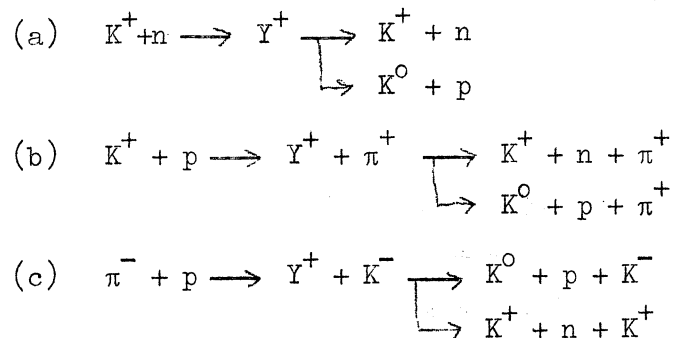 (a) K⁺+n ⟶ Y⁺ ⟶ K⁺ + n
↳ K⁰ + p
(b) K⁺ + p ⟶ Y⁺ + π⁺ ⟶ K⁺ + n + π⁺
↳ K⁰ + p + π⁺
(c) π⁻ + p ⟶ Y⁺ + K⁻ ⟶ K⁰ + p + K⁻
↳ K⁺ + n + K⁺